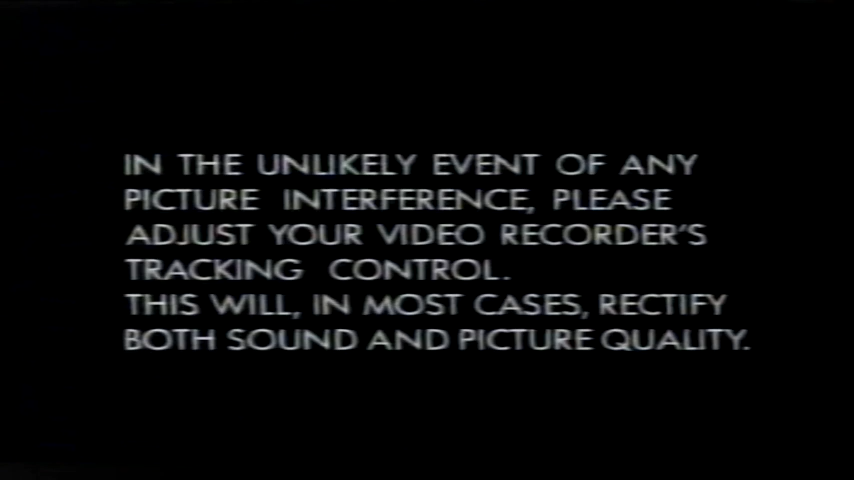 IN THE UNLIKELY EVENT OF ANY
PICTURE INTERFERENCE, PLEASE
ADJUST YOUR VIDEO RECORDER'S
TRACKING CONTROL.
THIS WILL, IN MOST CASES, RECTIFY
BOTH SOUND AND PICTURE QUALITY.